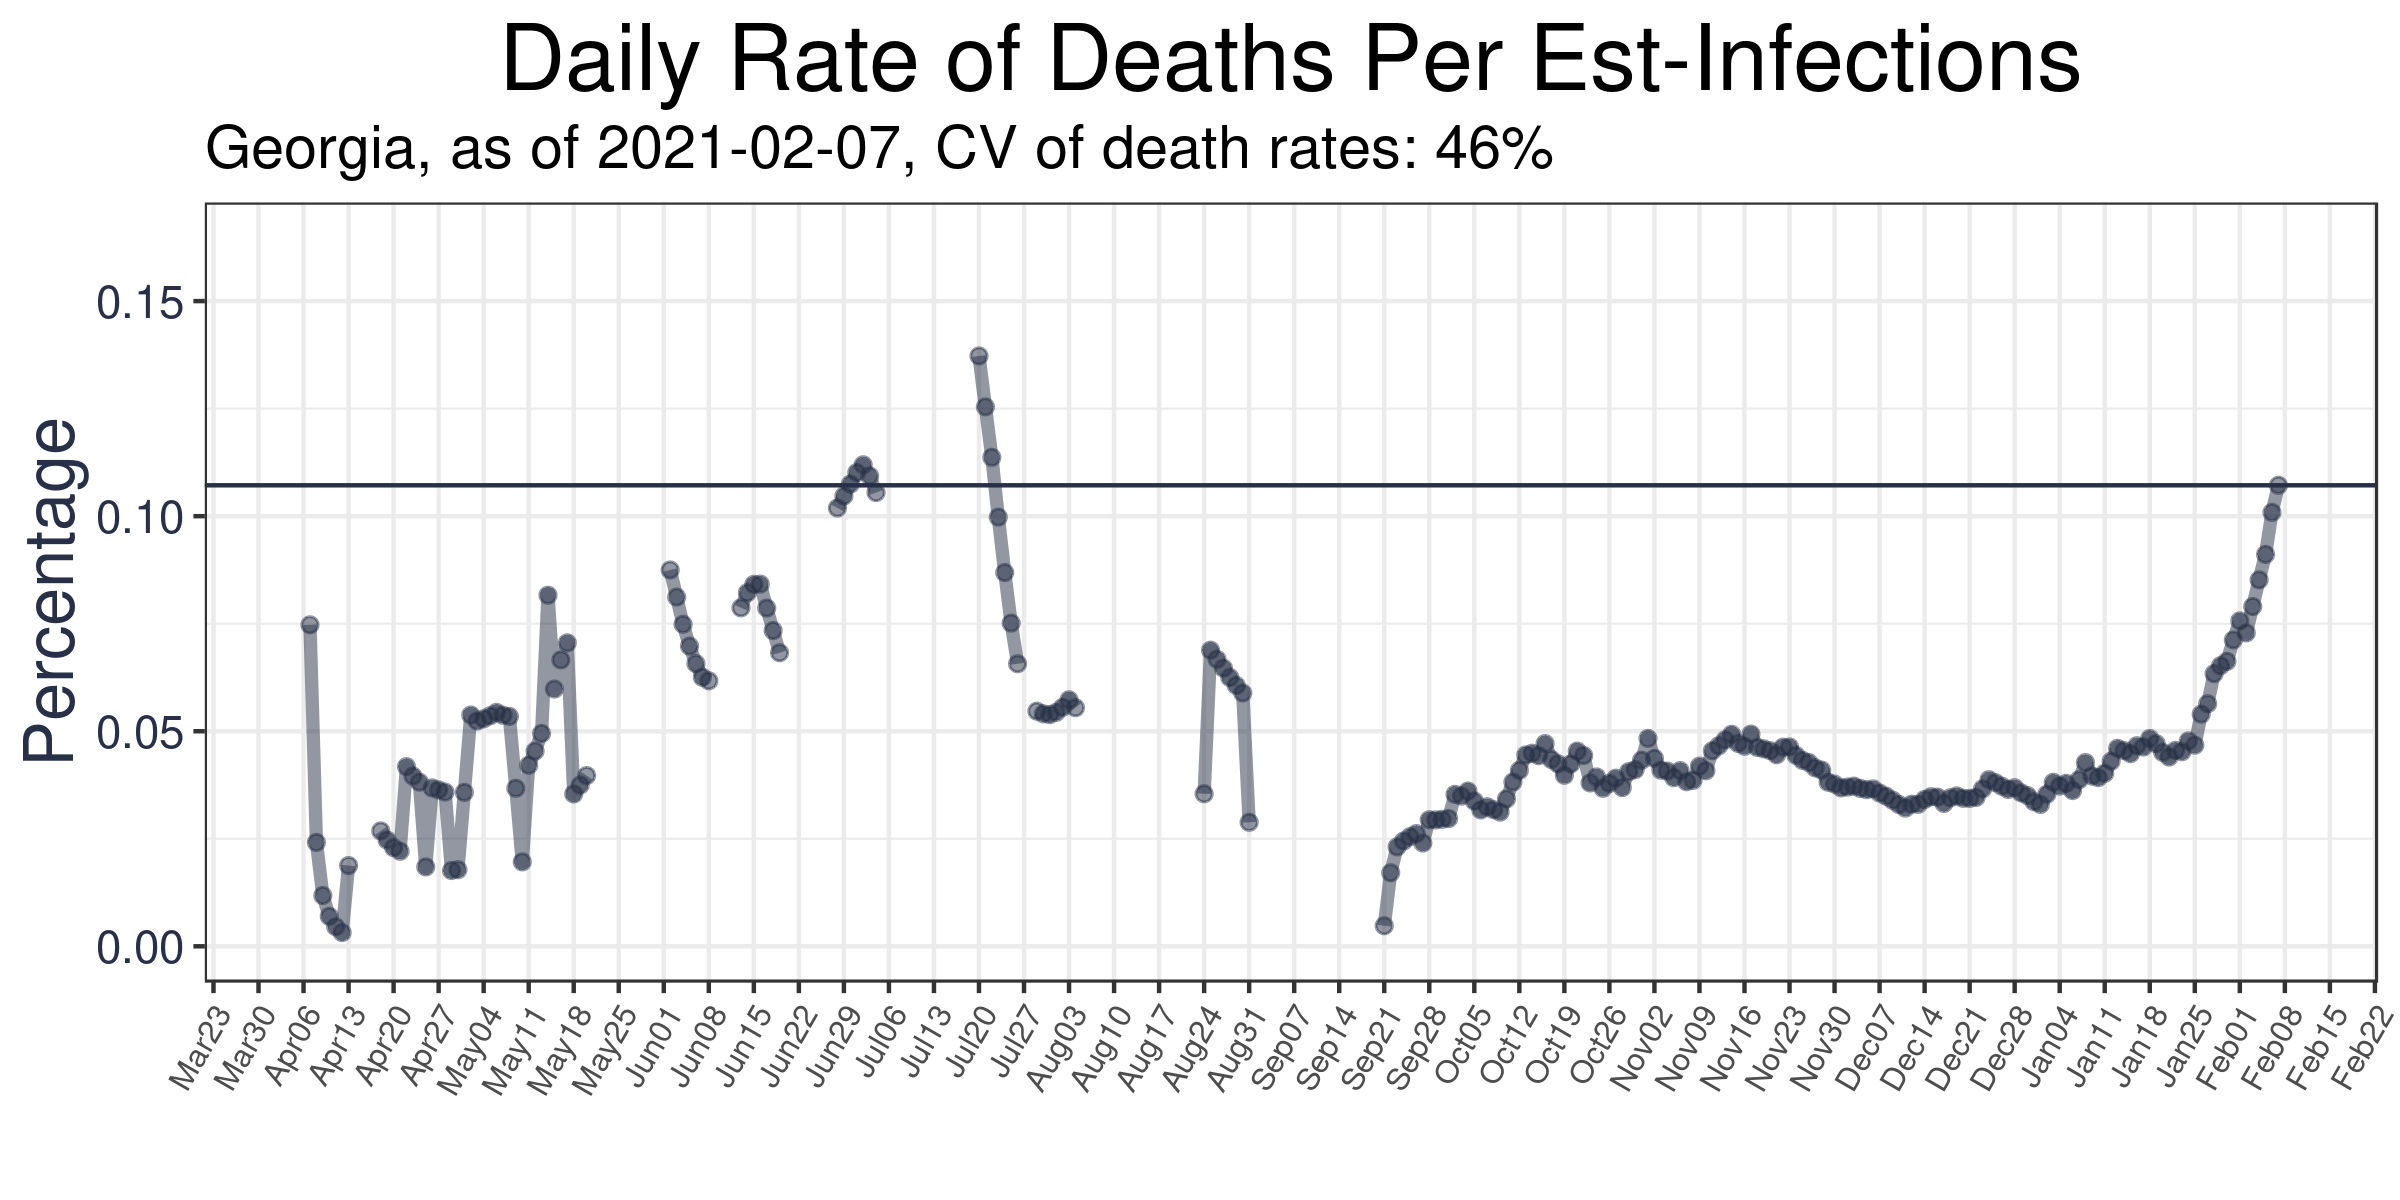 Daily Rate of Deaths Per Est-Infections
Georgia, as of 2021-02-07, CV of death rates: 46%
Percentage
0.15
0.10
0.05
0.00
Mar23
Mar30
Apr06
Apr13
Apr20
Apr27
May04
May11
May18
May25
Jun01
Jun08
Jun15
Jun22
Jun29
Jul06
Jul13
Jul20
Jul27
Aug03
Aug10
Aug17
Aug24
Aug31
Sep07
Sep14
Sep21
Sep28
Oct05
Oct12
Oct19
Oct26
Nov02
Nov09
Nov16
Nov23
Nov30
Dec07
Dec14
Dec21
Dec28
Jan04
Jan11
Jan18
Jan25
Feb01
Feb08
Feb15
Feb22